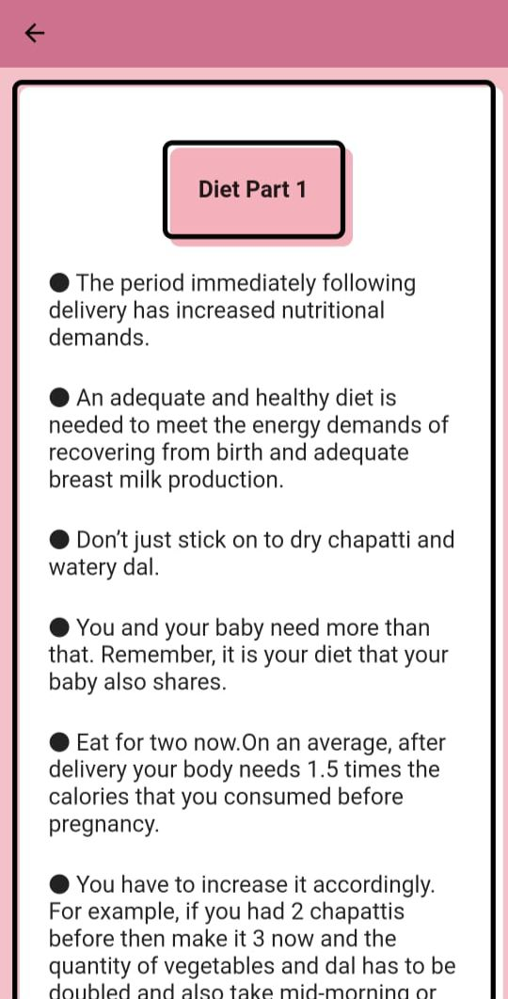 Diet Part 1
● The period immediately following
delivery has increased nutritional
demands.
● An adequate and healthy diet is
needed to meet the energy demands of
recovering from birth and adequate
breast milk production.
● Don’t just stick on to dry chapatti and
watery dal.
● You and your baby need more than
that. Remember, it is your diet that your
baby also shares.
● Eat for two now.On an average, after
delivery your body needs 1.5 times the
calories that you consumed before
pregnancy.
● You have to increase it accordingly.
For example, if you had 2 chapattis
before then make it 3 now and the
quantity of vegetables and dal has to be
doubled and also take mid-morning or